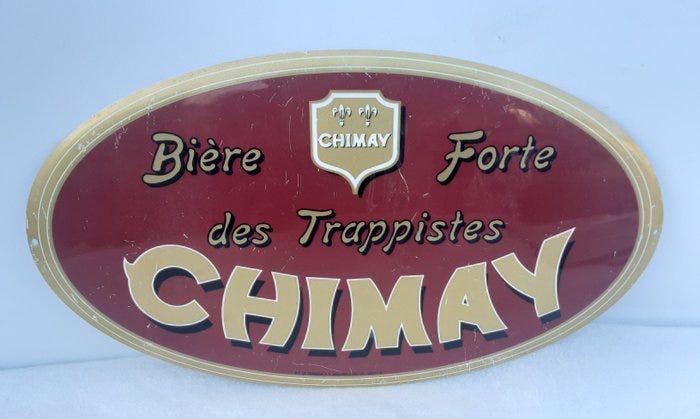 CHIMAY
Bière Forte
des Trappistes
CHIMAY